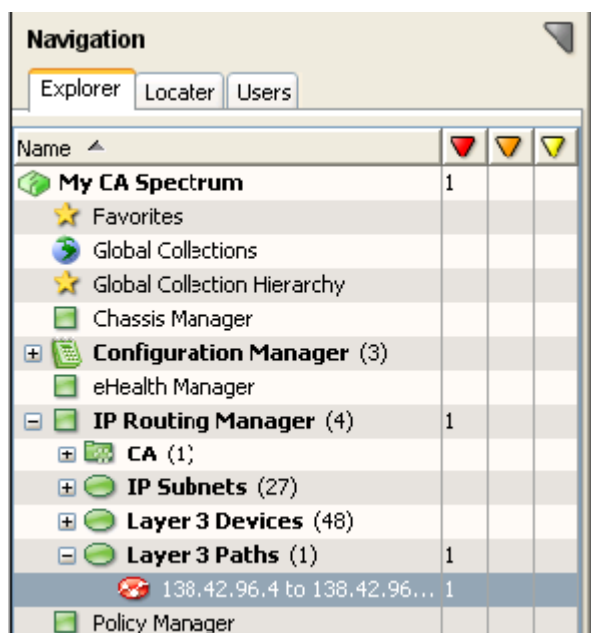 Navigation
Explorer Locater Users
Name
My CA Spectrum 1
Favorites
Global Collections
Global Collection Hierarchy
Chassis Manager
Configuration Manager (3)
eHealth Manager
IP Routing Manager (4) 1
CA (1)
IP Subnets (27)
Layer 3 Devices (48)
Layer 3 Paths (1) 1
138.42.96.4 to 138.42.96... 1
Policy Manager